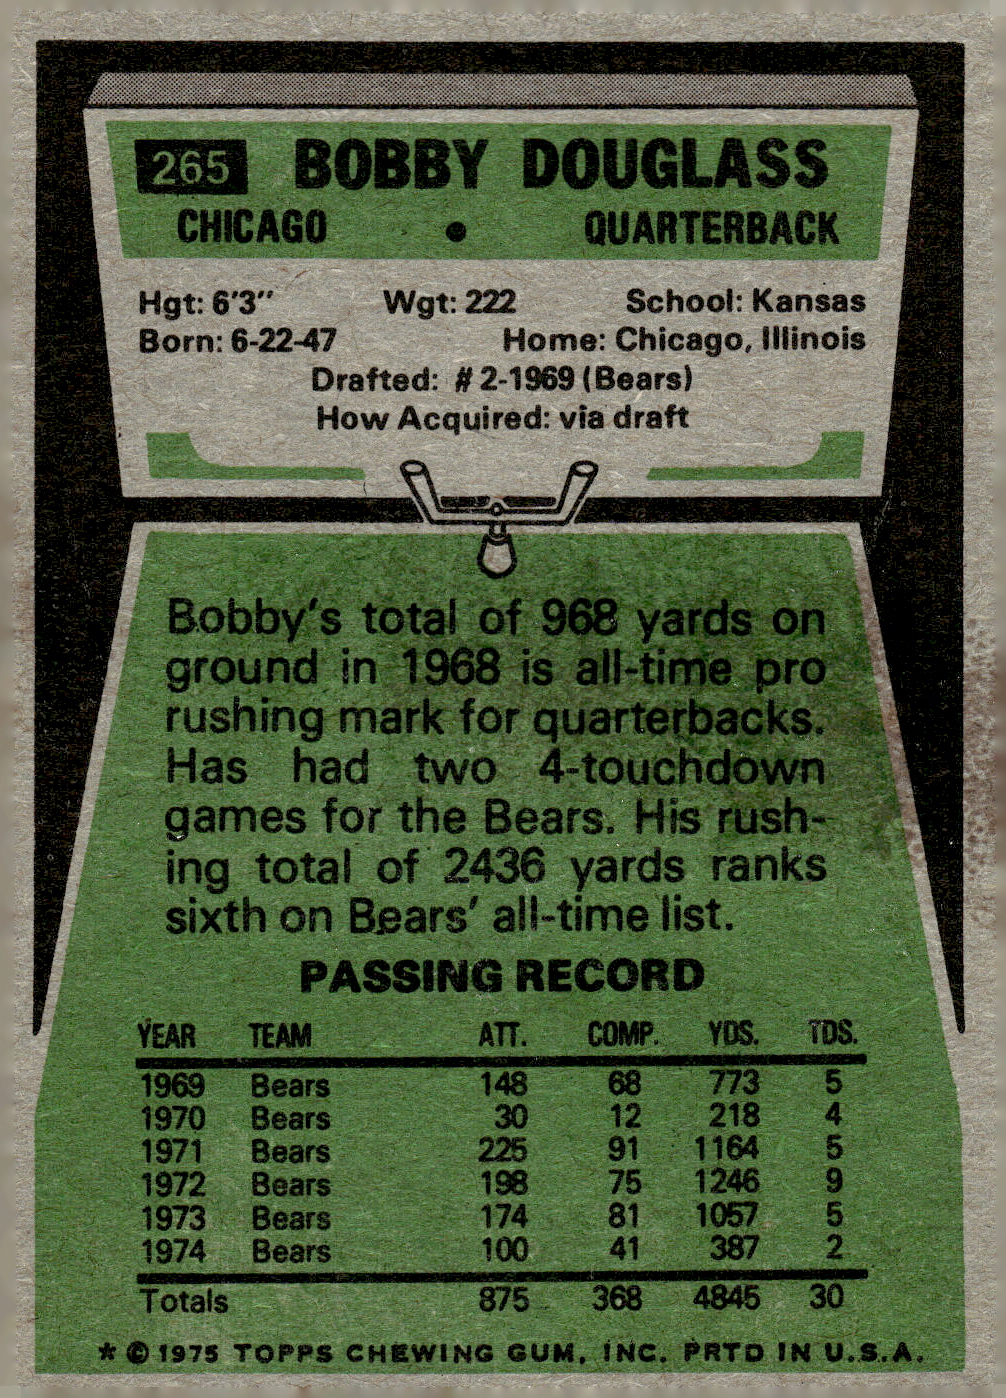 265 BOBBY DOUGLASS
CHICAGO • QUARTERBACK
Hgt: 6'3" Wgt: 222 School: Kansas
Born: 6-22-47 Home: Chicago, Illinois
Drafted: #2-1969 (Bears)
How Acquired: via draft
Bobby's total of 968 yards on
ground in 1968 is all-time pro
rushing mark for quarterbacks.
Has had two 4-touchdown
games for the Bears. His rush-
ing total of 2436 yards ranks
sixth on Bears' all-time list.
PASSING RECORD
YEAR TEAM ATT. COMP. YDS. TDS.
1969 Bears 148 68 773 5
1970 Bears 30 12 218 4
1971 Bears 225 91 1164 5
1972 Bears 198 75 1246 9
1973 Bears 174 81 1057 5
1974 Bears 100 41 387 2
Totals 875 368 4845 30
* © 1975 TOPPS CHEWING GUM, INC. PRTD IN U.S.A.